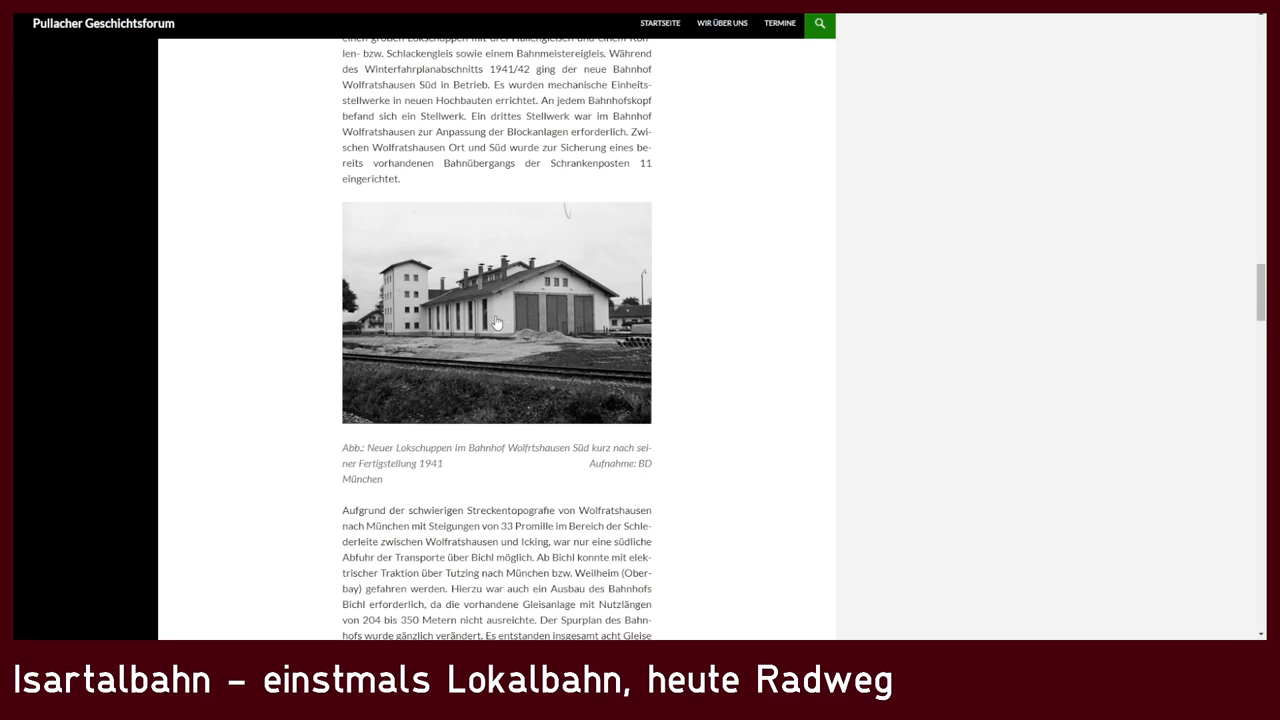 Pullacher Geschichtsforum
STARTSEITE WIR ÜBER UNS TERMINE
einen großen Lokschuppen mit drei Hallengleisen und einem Koh-
len- bzw. Schlackengleis sowie einem Bahnmeistereigleis. Während
des Winterfahrplanabschnitts 1941/42 ging der neue Bahnhof
Wolfratshausen Süd in Betrieb. Es wurden mechanische Einheits-
stellwerke in neuen Hochbauten errichtet. An jedem Bahnhofskopf
befand sich ein Stellwerk. Ein drittes Stellwerk war im Bahnhof
Wolfratshausen zur Anpassung der Blockanlagen erforderlich. Zwi-
schen Wolfratshausen Ort und Süd wurde zur Sicherung eines be-
reits vorhandenen Bahnübergangs der Schrankenposten 11
eingerichtet.
Abb.: Neuer Lokschuppen im Bahnhof Wolfrtshausen Süd kurz nach sei-
ner Fertigstellung 1941 Aufnahme: BD
München
Aufgrund der schwierigen Streckentopografie von Wolfratshausen
nach München mit Steigungen von 33 Promille im Bereich der Schle-
derleite zwischen Wolfratshausen und Icking, war nur eine südliche
Abfuhr der Transporte über Bichl möglich. Ab Bichl konnte mit elek-
trischer Traktion über Tutzing nach München bzw. Weilheim (Ober-
bay) gefahren werden. Hierzu war auch ein Ausbau des Bahnhofs
Bichl erforderlich, da die vorhandene Gleisanlage mit Nutzlängen
von 204 bis 350 Metern nicht ausreichte. Der Spurplan des Bahn-
hofs wurde gänzlich verändert. Es entstanden insgesamt acht Gleise
Isartalbahn – einstmals Lokalbahn, heute Radweg